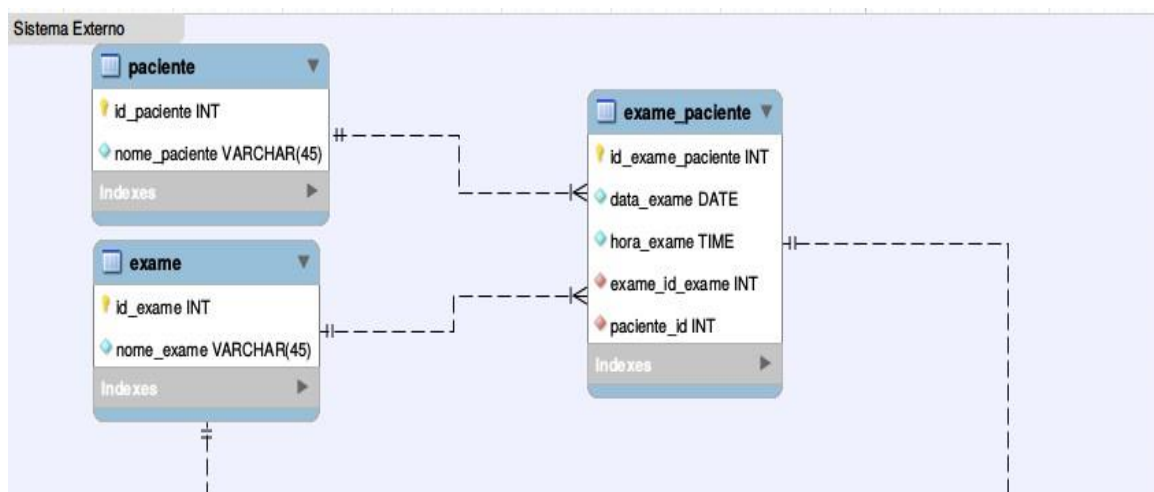 Sistema Externo
paciente
id_paciente INT
nome_paciente VARCHAR(45)
Indexes
exame
id_exame INT
nome_exame VARCHAR(45)
Indexes
exame_paciente
id_exame_paciente INT
data_exame DATE
hora_exame TIME
exame_id_exame INT
paciente_id INT
Indexes